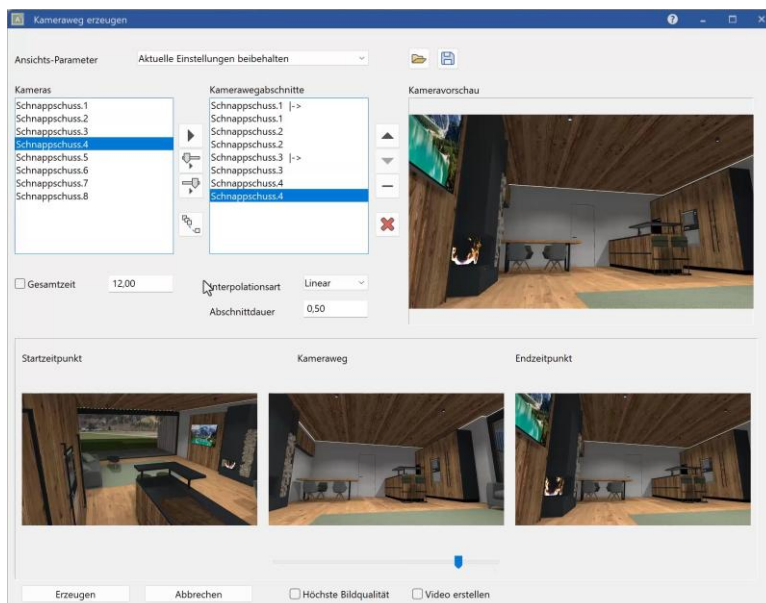 Kameraweg erzeugen
Ansichts-Parameter Aktuelle Einstellungen beibehalten
Kameras
Schnappschuss.1
Schnappschuss.2
Schnappschuss.3
Schnappschuss.4
Schnappschuss.5
Schnappschuss.6
Schnappschuss.7
Schnappschuss.8
Kamerawegabschnitte
Schnappschuss.1 |->
Schnappschuss.1
Schnappschuss.2
Schnappschuss.2
Schnappschuss.3 |->
Schnappschuss.3
Schnappschuss.4
Schnappschuss.4
Kameravorschau
Gesamtzeit 12,00
Interpolationsart Linear
Abschnittdauer 0,50
Startzeitpunkt
Kameraweg
Endzeitpunkt
Erzeugen
Abbrechen
Höchste Bildqualität
Video erstellen